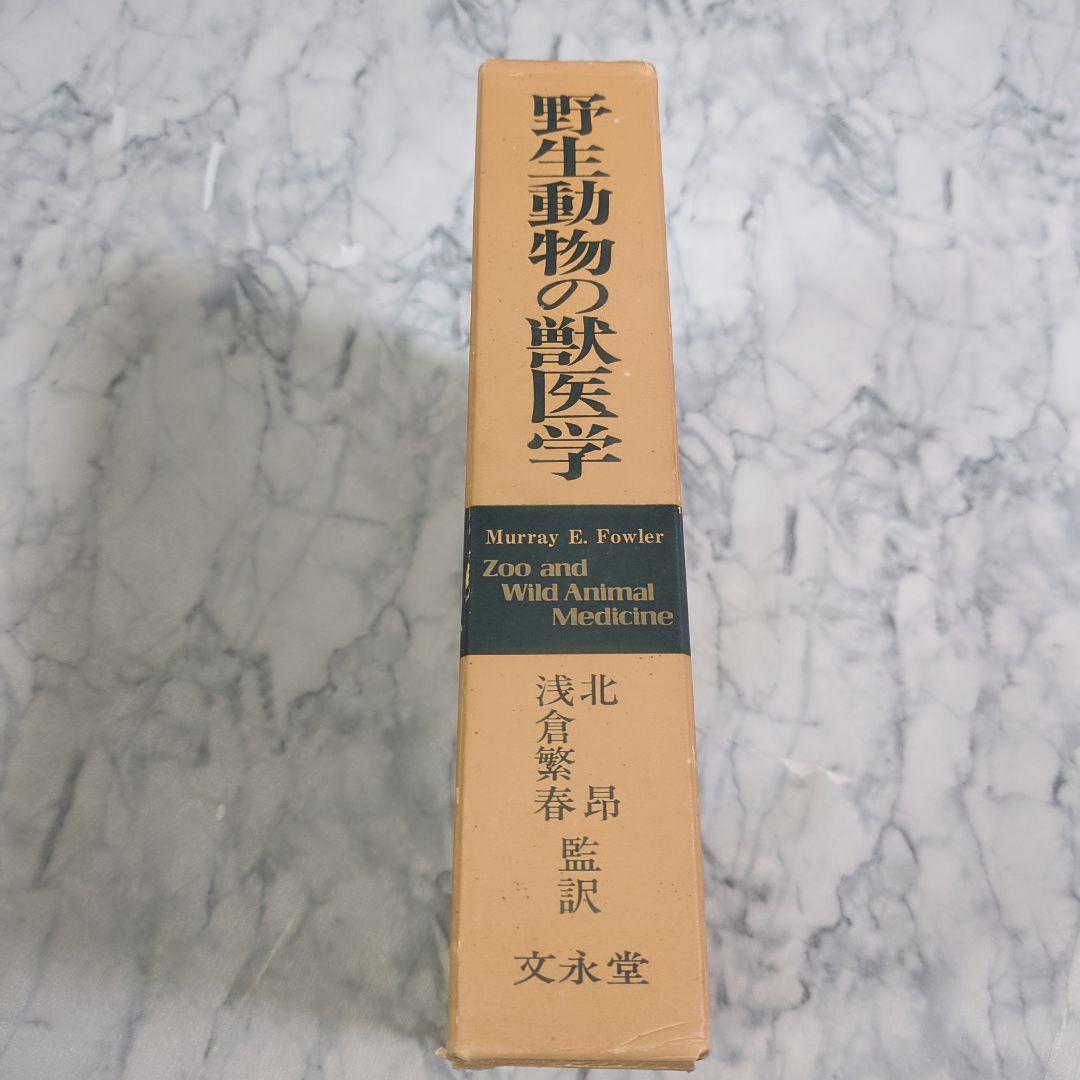 野生動物の獣医学
Murray E. Fowler
Zoo and
Wild Animal
Medicine
北 昂
浅倉繁春
監訳
文永堂